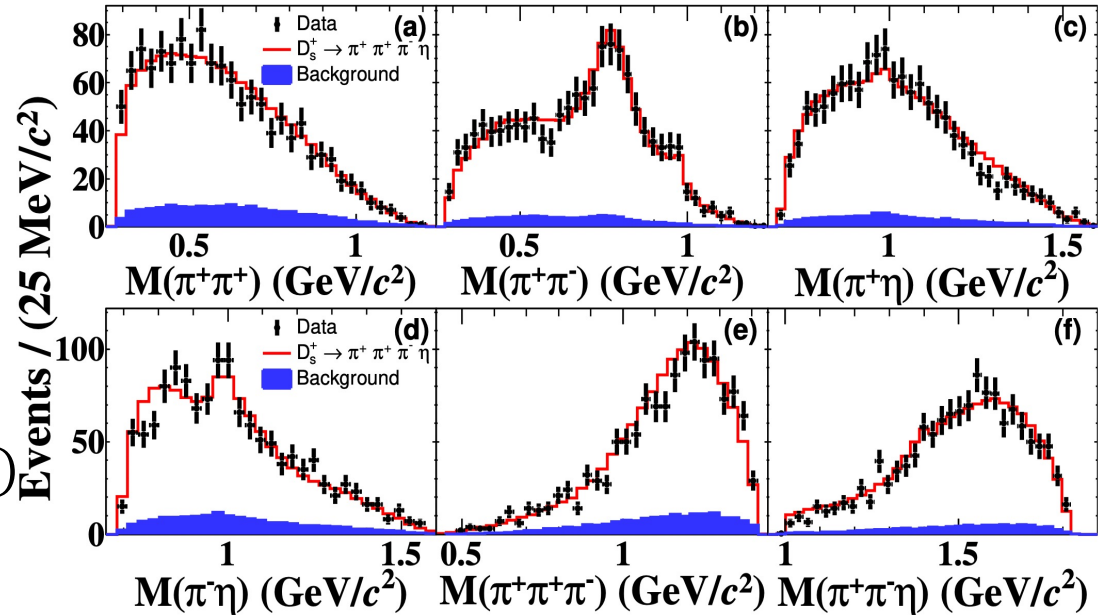 Events / (25 MeV/c²)
80
60
40
20
0
(a)
Data
D_s⁺ → π⁺ π⁺ π⁻ η
Background
0.5 1
M(π⁺π⁺) (GeV/c²)
(b)
0.5 1
M(π⁺π⁻) (GeV/c²)
(c)
1 1.5
M(π⁺η) (GeV/c²)
100
50
0
(d)
Data
D_s⁺ → π⁺ π⁺ π⁻ η
Background
1 1.5
M(π⁻η) (GeV/c²)
(e)
0.5 1
M(π⁺π⁺π⁻) (GeV/c²)
(f)
1 1.5
M(π⁺π⁻η) (GeV/c²)